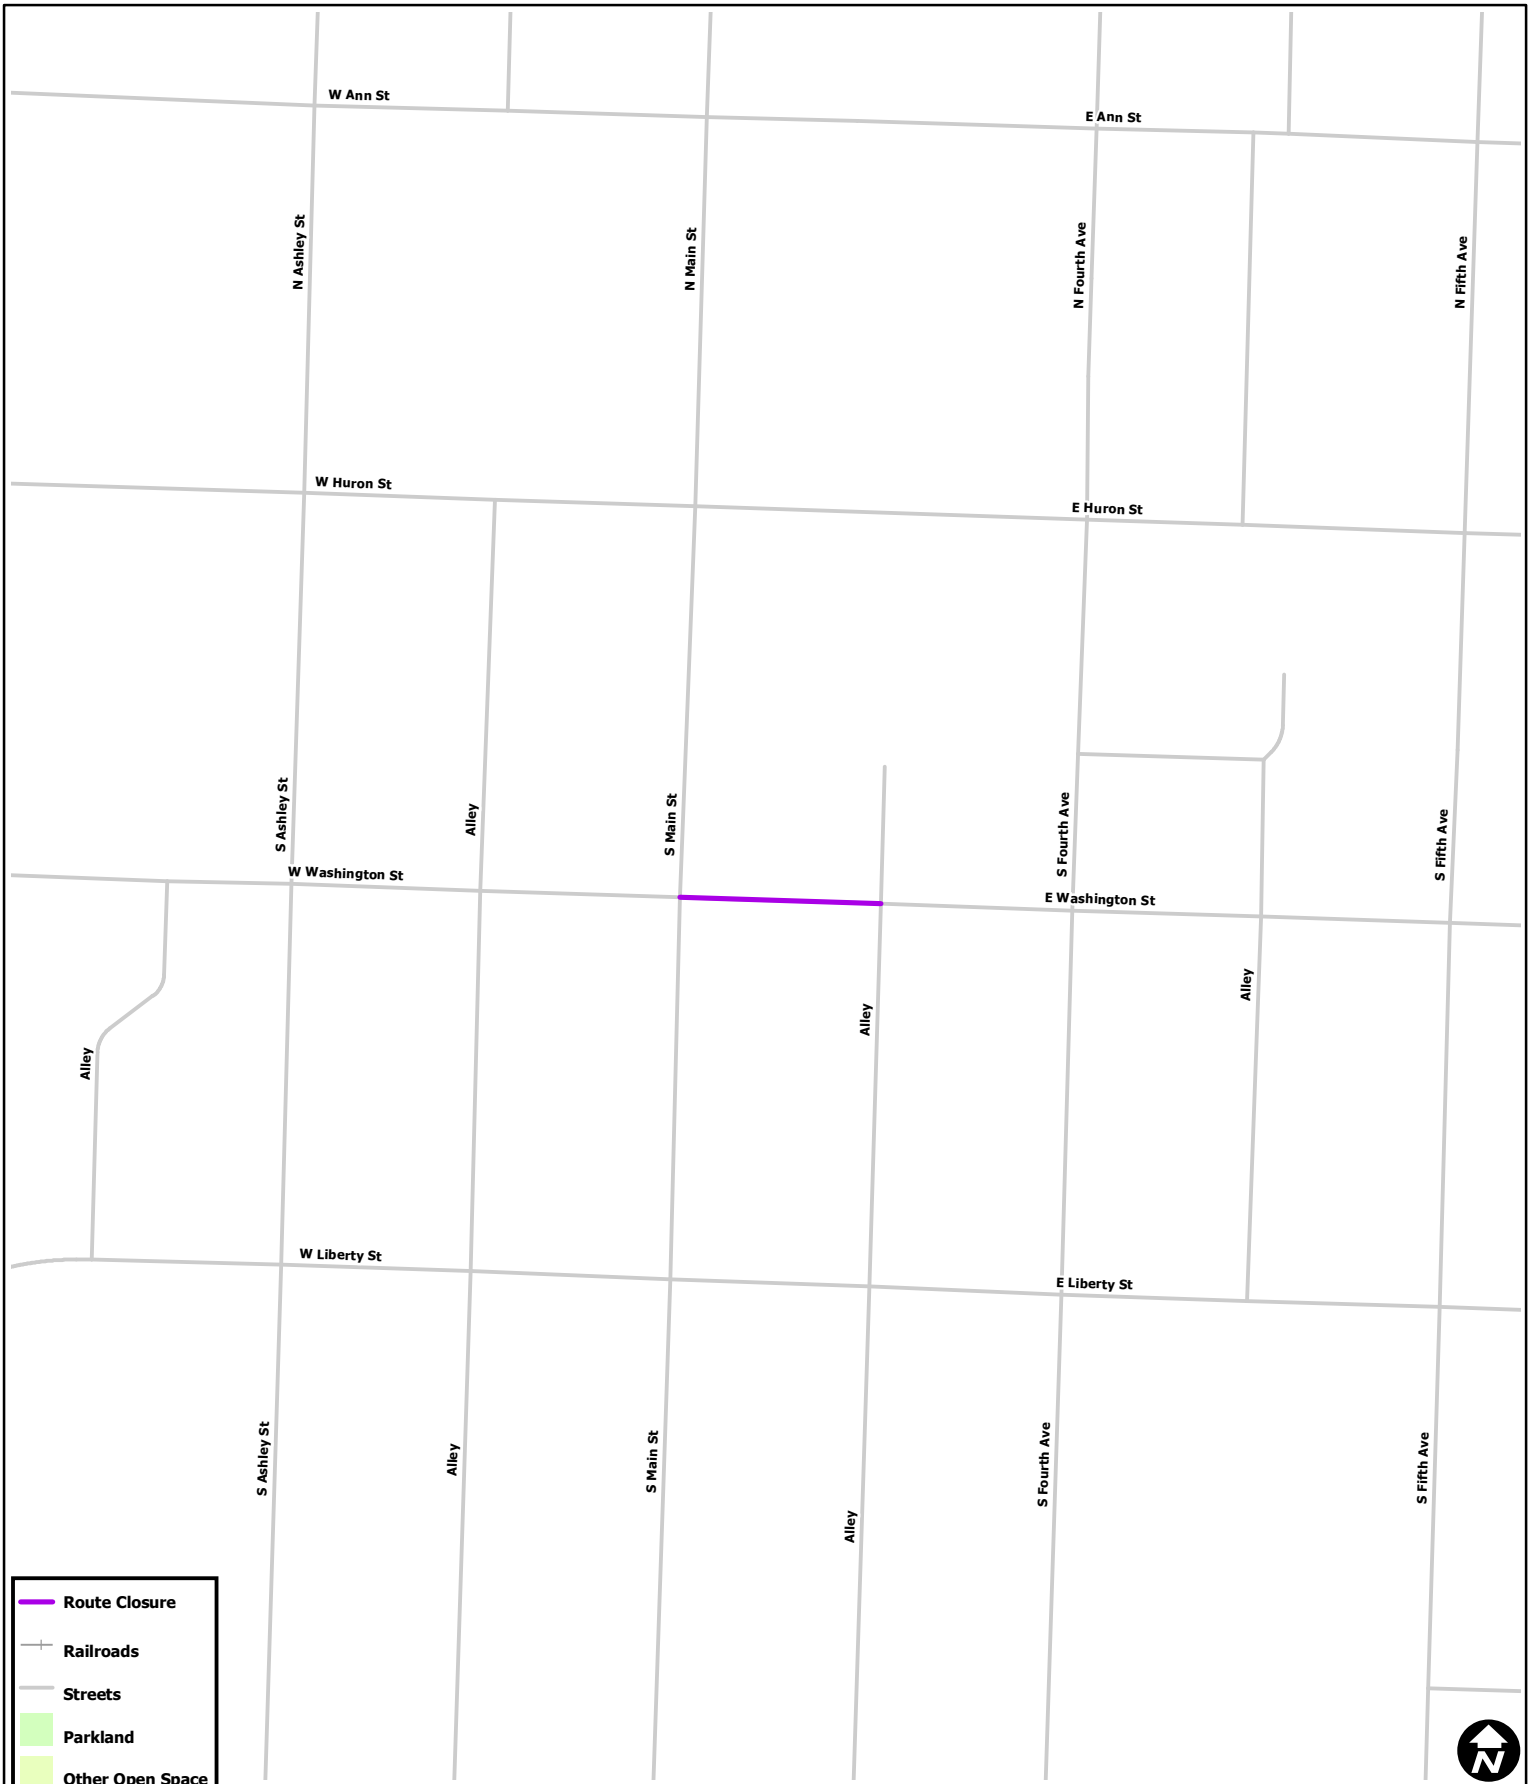 W Ann St
E Ann St
N Ashley St
N Main St
N Fourth Ave
N Fifth Ave
W Huron St
E Huron St
S Ashley St
Alley
S Main St
S Fourth Ave
S Fifth Ave
W Washington St
E Washington St
Alley
Alley
Alley
W Liberty St
E Liberty St
S Ashley St
Alley
S Main St
Alley
S Fourth Ave
S Fifth Ave
Route Closure
Railroads
Streets
Parkland
Other Open Space
N